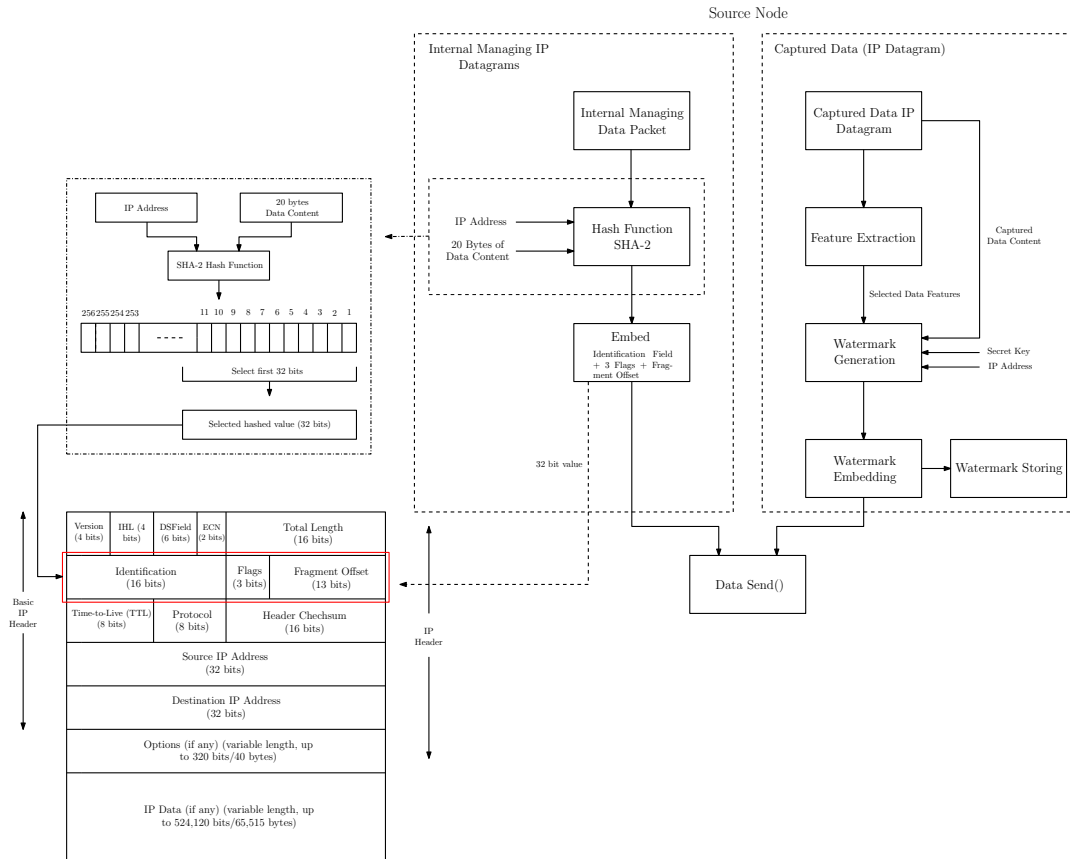 Source Node
Internal Managing IP
Datagrams
Captured Data (IP Datagram)
Internal Managing
Data Packet
Captured Data IP
Datagram
IP Address
20 bytes
Data Content
SHA-2 Hash Function
256 255 254 253 11 10 9 8 7 6 5 4 3 2 1
Select first 32 bits
Selected hashed value (32 bits)
IP Address
20 Bytes of
Data Content
Hash Function
SHA-2
Feature Extraction
Captured
Data Content
Selected Data Features
Embed
Identification Field
+ 3 Flags + Frag-
ment Offset
Watermark
Generation
Secret Key
IP Address
32 bit value
Watermark
Embedding
Watermark Storing
Data Send()
Basic
IP
Header
Version
(4 bits)
IHL (4
bits)
DSField
(6 bits)
ECN
(2 bits)
Total Length
(16 bits)
Identification
(16 bits)
Flags
(3 bits)
Fragment Offset
(13 bits)
Time-to-Live (TTL)
(8 bits)
Protocol
(8 bits)
Header Chechsum
(16 bits)
IP
Header
Source IP Address
(32 bits)
Destination IP Address
(32 bits)
Options (if any) (variable length, up
to 320 bits/40 bytes)
IP Data (if any) (variable length, up
to 524,120 bits/65,515 bytes)